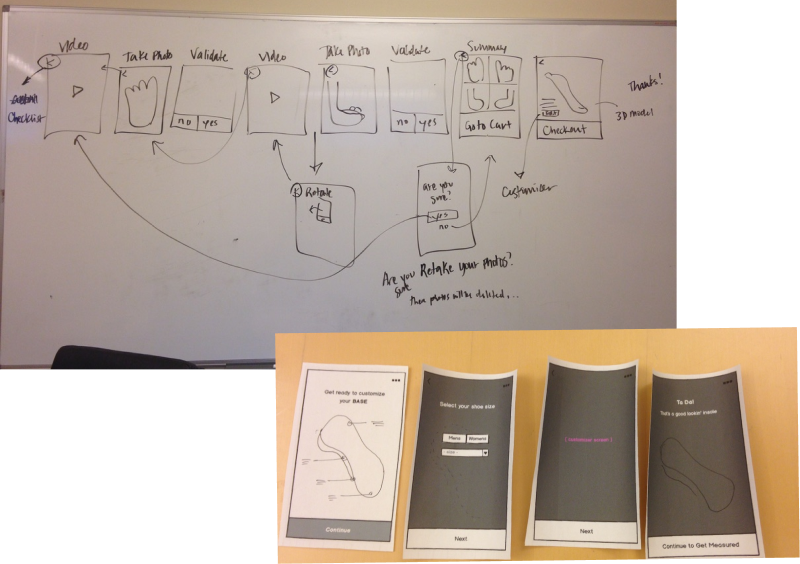 Video
Take Photo
Validate
Video
Take Photo
Validate
Summary
Checklist
no yes
no yes
Go to Cart
Checkout
Thanks!
3D model
Rotate
are you
sure?
yes
no
Customizer
Are you Retake your photos?
sure
These photos will be deleted...
Get ready to customize
your BASE
Continue
Select your shoe size
Mens Womens
Next
[ customizer screen ]
Next
Ta Da!
That's a good lookin' insole
Continue to Get Measured